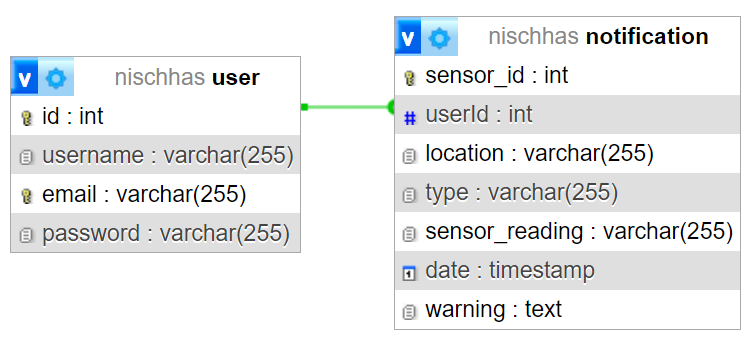 v nischhas user
id : int
username : varchar(255)
email : varchar(255)
password : varchar(255)
v nischhas notification
sensor_id : int
# userId : int
location : varchar(255)
type : varchar(255)
sensor_reading : varchar(255)
1 date : timestamp
warning : text